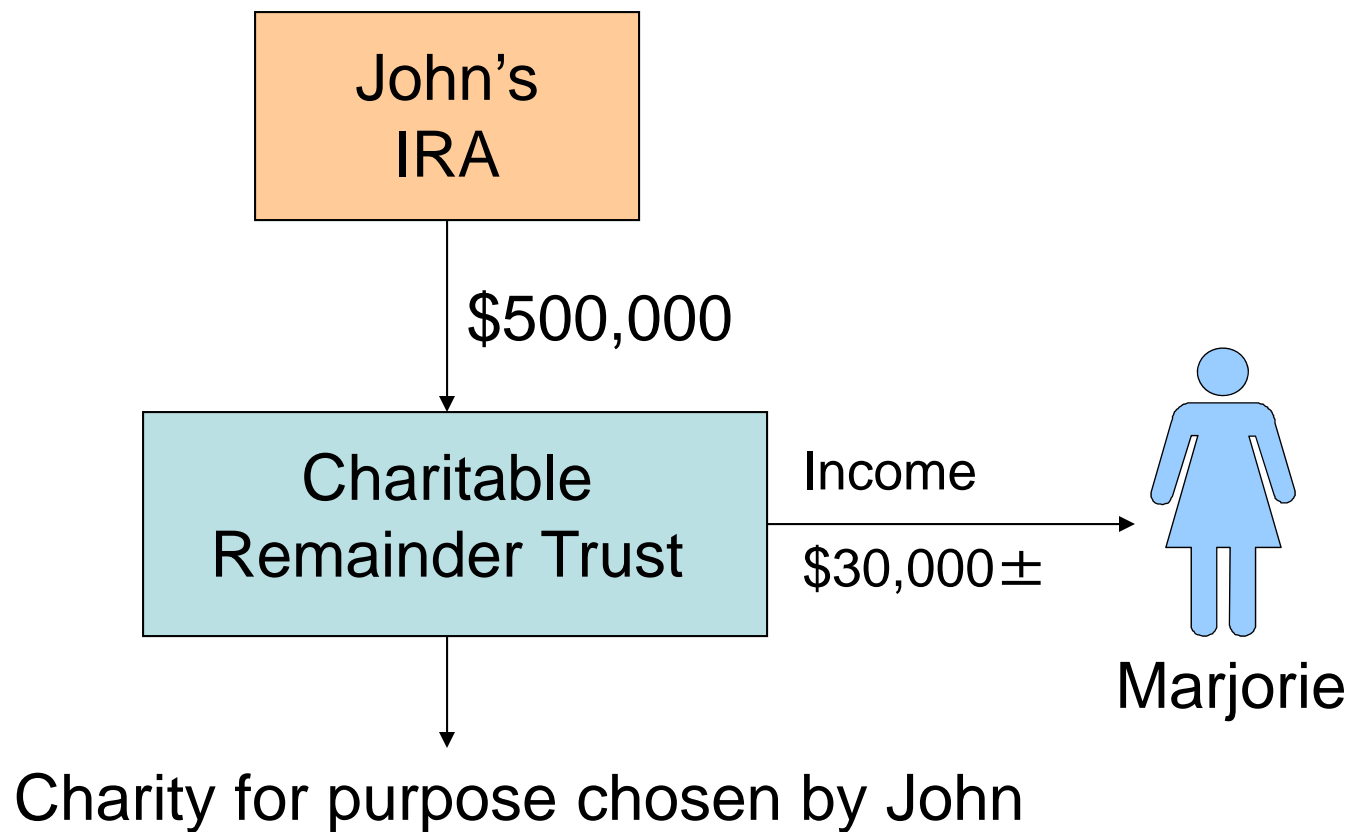 John’s
IRA
$500,000
Charitable
Remainder Trust
Income
$30,000±
Marjorie
Charity for purpose chosen by John